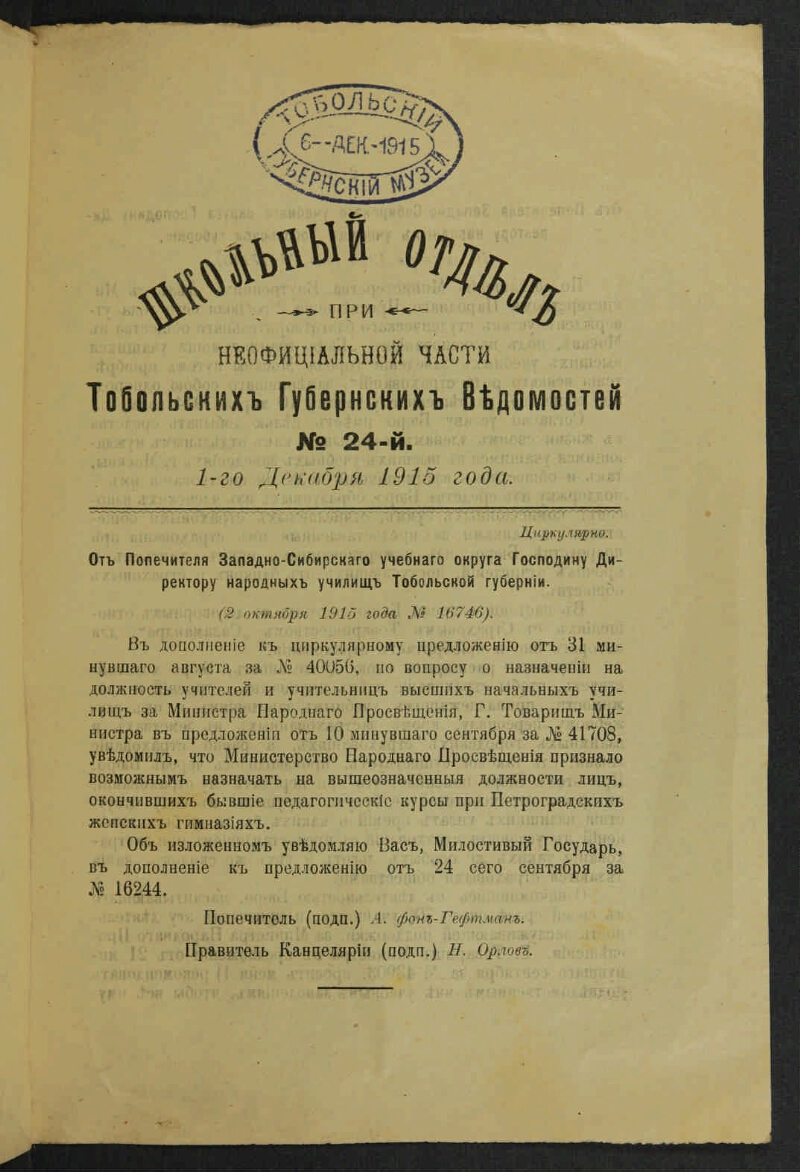 ТОБОЛЬСКІЙ
6--ДЕК.-1915
ГУБЕРНСКІЙ МУЗЕЙ
ШКОЛЬНЫЙ ОТДѢЛЪ
ПРИ
НЕОФИЦІАЛЬНОЙ ЧАСТИ
Тобольскихъ Губернскихъ Вѣдомостей
№ 24-й.
1-го Декабря 1915 года.
Циркулярно.
Отъ Попечителя Западно-Сибирскаго учебнаго округа Господину Ди-
ректору народныхъ училищъ Тобольской губерніи.
(2 октября 1915 года № 16746).
Въ дополненіе къ циркулярному предложенію отъ 31 ми-
нувшаго августа за № 40056, по вопросу о назначеніи на
должность учителей и учительницъ высшихъ начальныхъ учи-
лищъ за Министра Народнаго Просвѣщенія, Г. Товарищъ Ми-
нистра въ предложеніи отъ 10 минувшаго сентября за № 41708,
увѣдомилъ, что Министерство Народнаго Просвѣщенія признало
возможнымъ назначать на вышеозначенныя должности лицъ,
окончившихъ бывшіе педагогическіе курсы при Петроградскихъ
женскихъ гимназіяхъ.
Объ изложенномъ увѣдомляю Васъ, Милостивый Государь,
въ дополненіе къ предложенію отъ 24 сего сентября за
№ 16244.
Попечитель (подп.) А. фонъ-Гефтманъ.
Правитель Канцеляріи (подп.) Н. Орловъ.